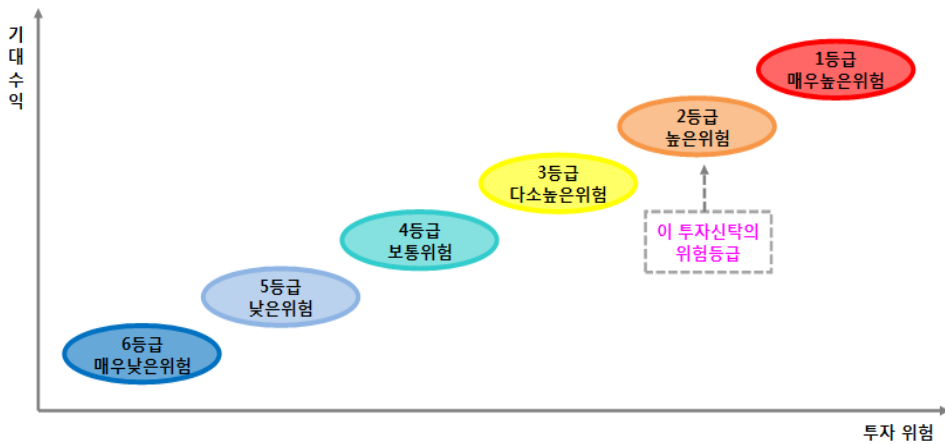 기대수익
1등급
매우높은위험
2등급
높은위험
3등급
다소높은위험
이 투자신탁의
위험등급
4등급
보통위험
5등급
낮은위험
6등급
매우낮은위험
투자 위험